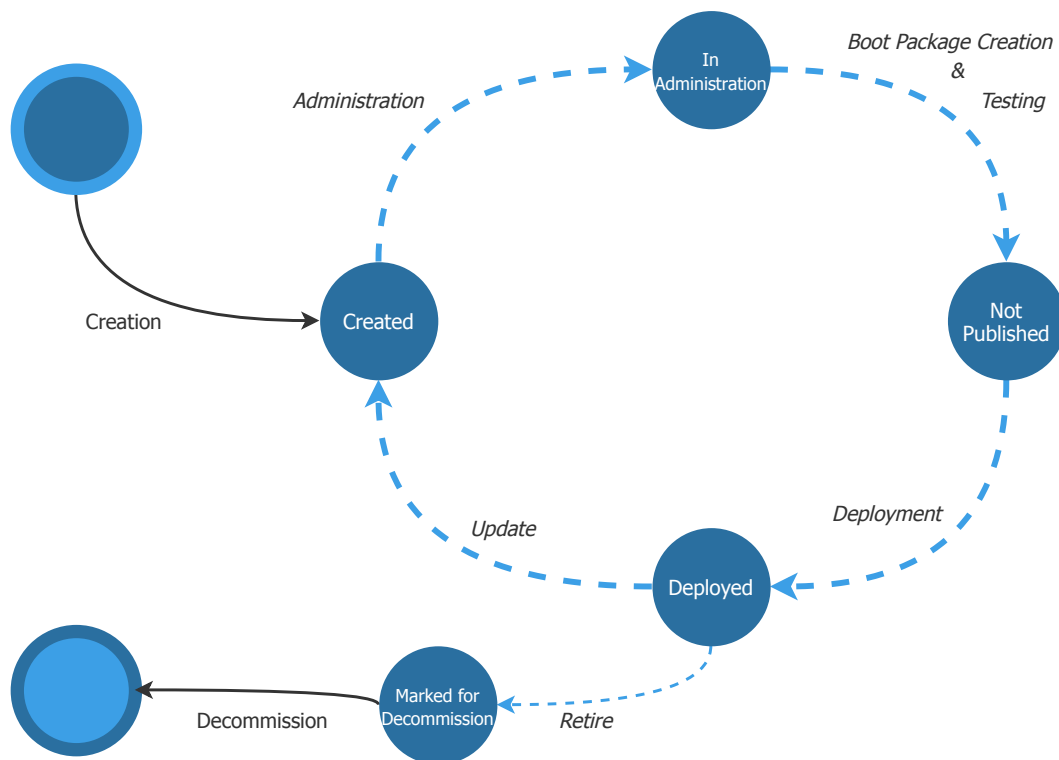 In
Administration
Boot Package Creation
&
Testing
Administration
Creation
Created
Not
Published
Update
Deployment
Deployed
Marked for
Decommission
Decommission
Retire